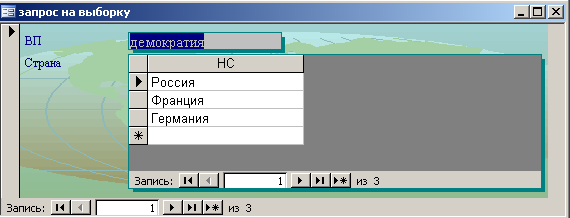 запрос на выборку
ВП
демократия
Страна
НС
Россия
Франция
Германия
Запись: 1 из 3
Запись: 1 из 3